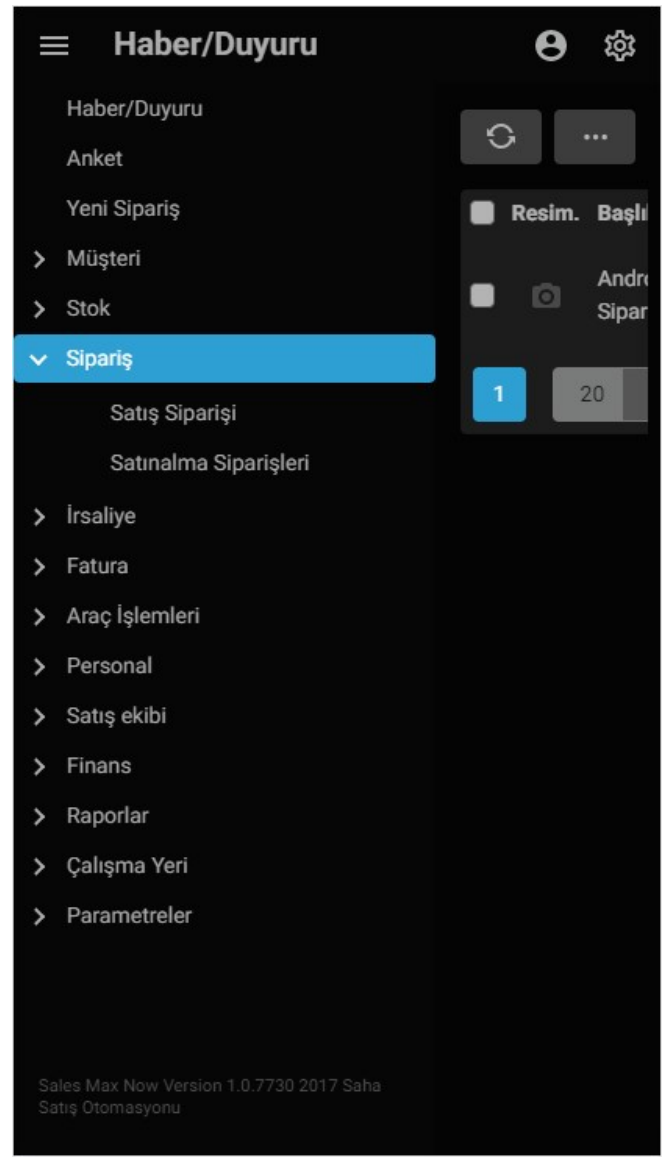 Haber/Duyuru
Haber/Duyuru
Anket
Yeni Sipariş
Müşteri
Stok
Sipariş
Satış Siparişi
Satınalma Siparişleri
İrsaliye
Fatura
Araç İşlemleri
Personal
Satış ekibi
Finans
Raporlar
Çalışma Yeri
Parametreler
Sales Max Now Version 1.0.7730 2017 Saha
Satış Otomasyonu
Resim.
1
20